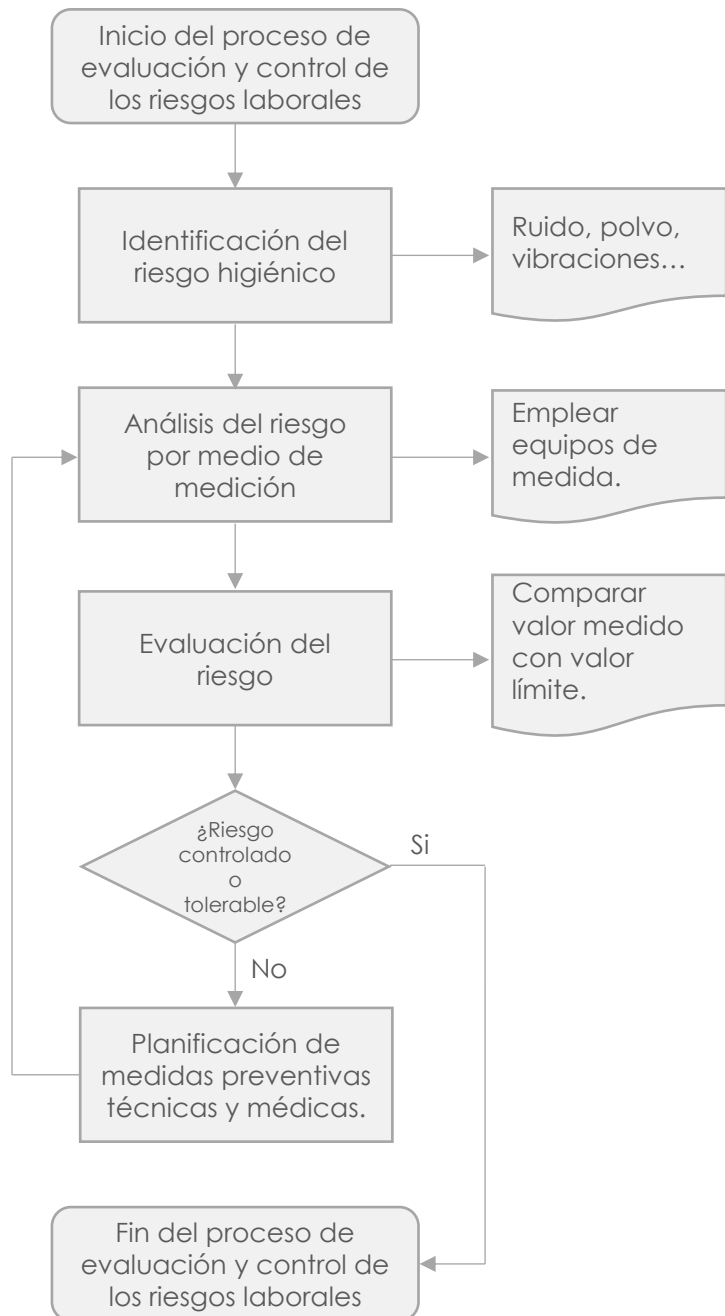 Inicio del proceso de
evaluación y control de
los riesgos laborales
Identificación del
riesgo higiénico
Ruido, polvo,
vibraciones...
Análisis del riesgo
por medio de
medición
Emplear
equipos de
medida.
Evaluación del
riesgo
Comparar
valor medido
con valor
límite.
¿Riesgo
controlado
o
tolerable?
Si
No
Planificación de
medidas preventivas
técnicas y médicas.
Fin del proceso de
evaluación y control de
los riesgos laborales